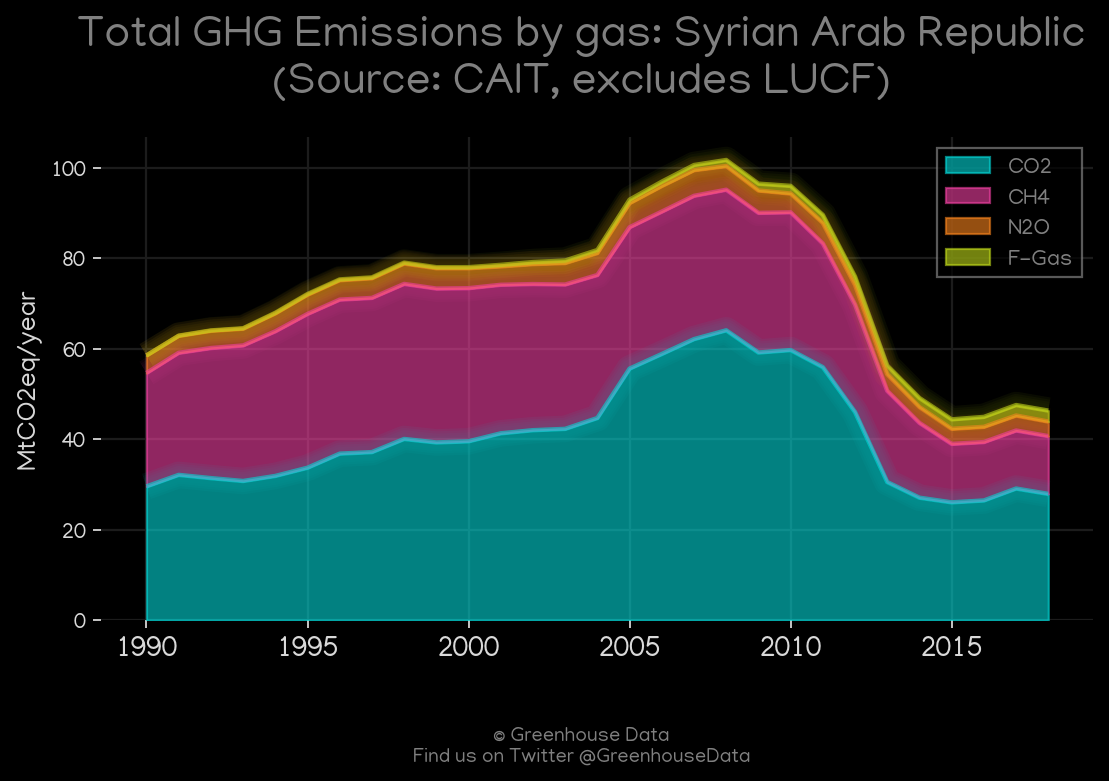 Total GHG Emissions by gas: Syrian Arab Republic
(Source: CAIT, excludes LUCF)
CO2
CH4
N2O
F-Gas
MtCO2eq/year
100
80
60
40
20
0
1990 1995 2000 2005 2010 2015
© Greenhouse Data
Find us on Twitter @GreenhouseData